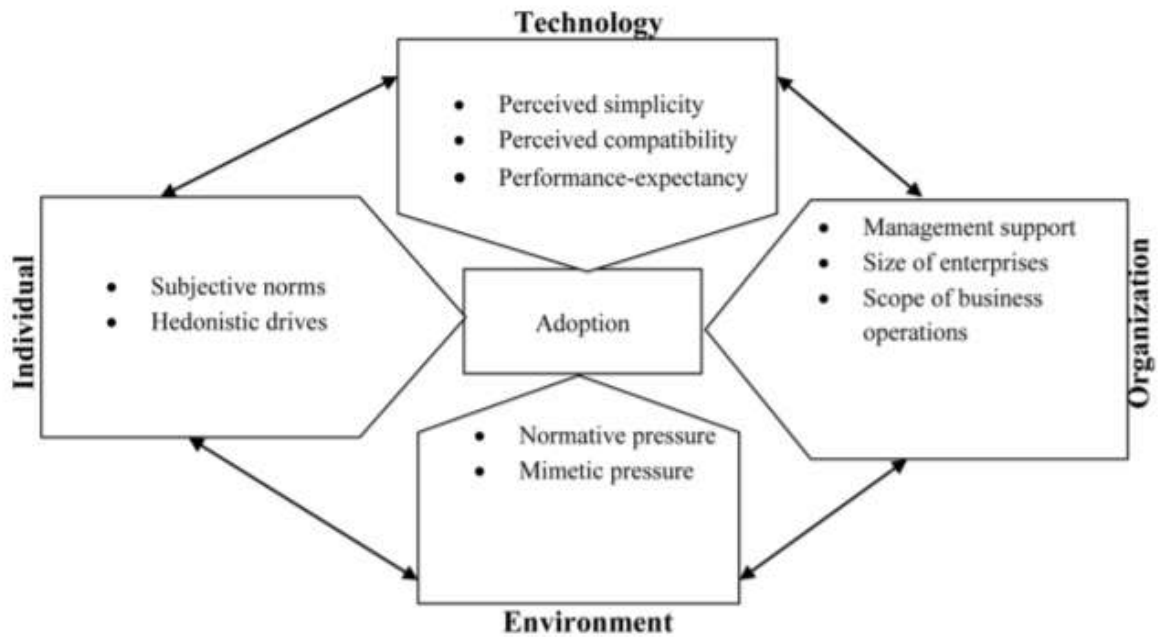 Technology
• Perceived simplicity
• Perceived compatibility
• Performance-expectancy
Individual
• Subjective norms
• Hedonistic drives
Adoption
• Management support
• Size of enterprises
• Scope of business
operations
Organization
• Normative pressure
• Mimetic pressure
Environment